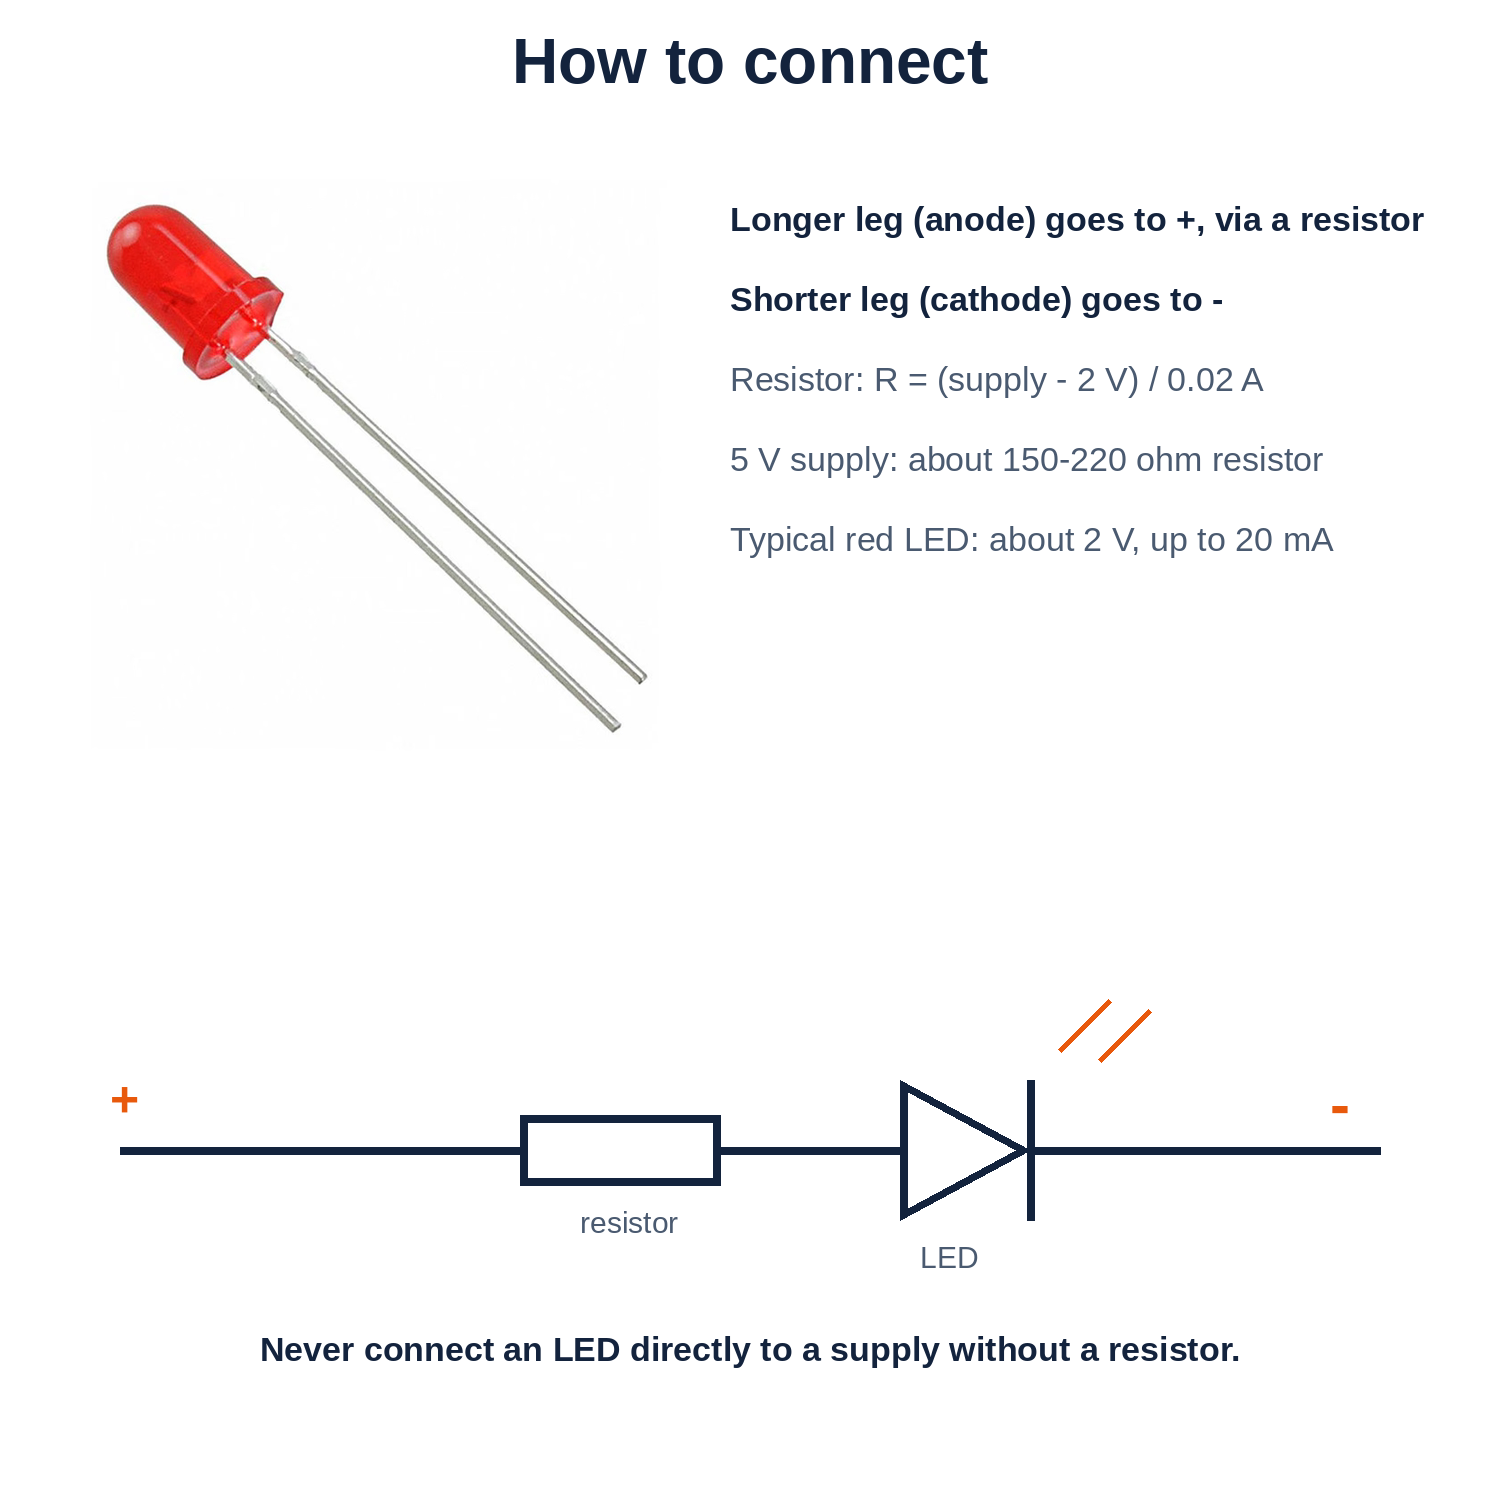 How to connect
Longer leg (anode) goes to +, via a resistor
Shorter leg (cathode) goes to -
Resistor: R = (supply - 2 V) / 0.02 A
5 V supply: about 150-220 ohm resistor
Typical red LED: about 2 V, up to 20 mA
+
-
resistor
LED
Never connect an LED directly to a supply without a resistor.